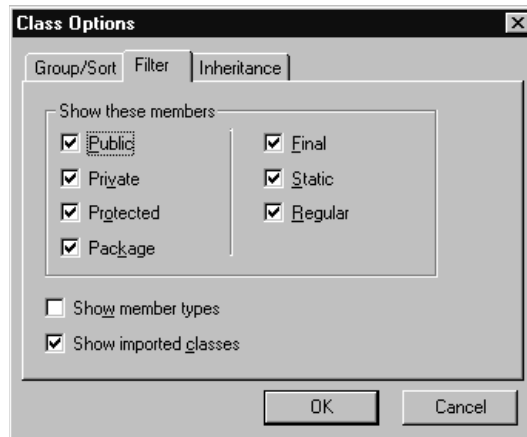 Class Options
Group/Sort Filter Inheritance
Show these members
Public
Private
Protected
Package
Final
Static
Regular
Show member types
Show imported classes
OK Cancel